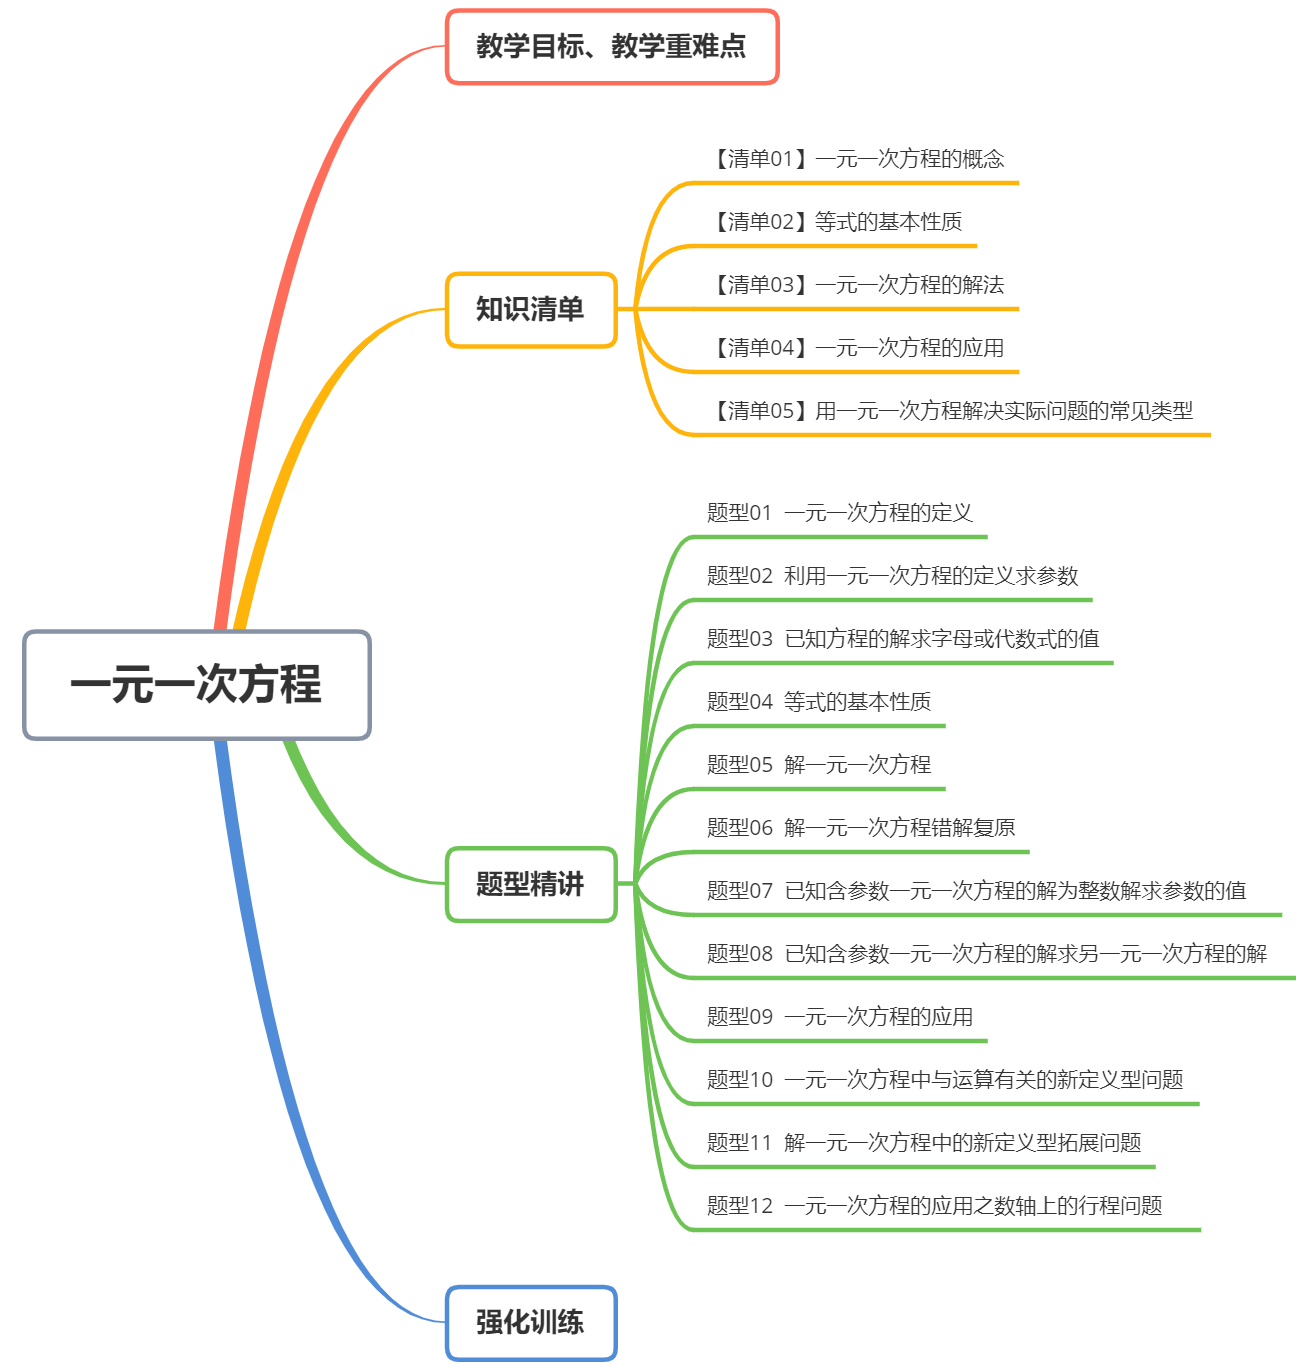 教学目标、教学重难点
【清单01】一元一次方程的概念
【清单02】等式的基本性质
【清单03】一元一次方程的解法
知识清单
【清单04】一元一次方程的应用
【清单05】用一元一次方程解决实际问题的常见类型
题型01 一元一次方程的定义
题型02 利用一元一次方程的定义求参数
题型03 已知方程的解求字母或代数式的值
一元一次方程
题型04 等式的基本性质
题型05 解一元一次方程
题型06 解一元一次方程错解复原
题型精讲
题型07 已知含参数一元一次方程的解为整数解求参数的值
题型08 已知含参数一元一次方程的解求另一元一次方程的解
题型09 一元一次方程的应用
题型10 一元一次方程中与运算有关的新定义型问题
题型11 解一元一次方程中的新定义型拓展问题
题型12 一元一次方程的应用之数轴上的行程问题
强化训练